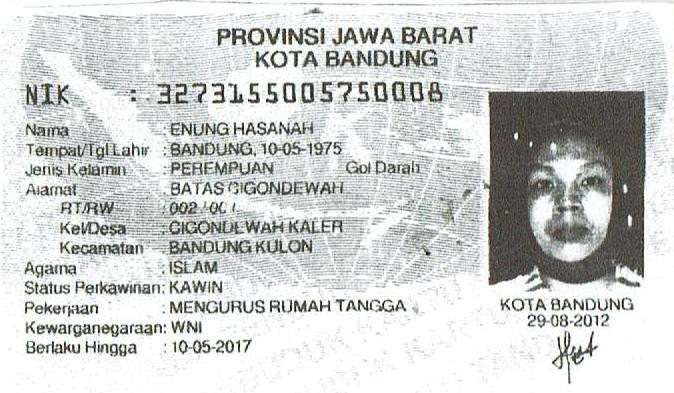 PROVINSI JAWA BARAT
KOTA BANDUNG
NIK : 3273155005750008
Nama : ENUNG HASANAH
Tempat/Tgl Lahir : BANDUNG, 10-05-1975
Jenis Kelamin : PEREMPUAN Gol Darah
Alamat : BATAS CIGONDEWAH
RT/RW : 002
Kel/Desa : CIGONDEWAH KALER
Kecamatan : BANDUNG KULON
Agama : ISLAM
Status Perkawinan: KAWIN
Pekerjaan : MENGURUS RUMAH TANGGA
Kewarganegaraan: WNI
Berlaku Hingga : 10-05-2017
KOTA BANDUNG
29-08-2012